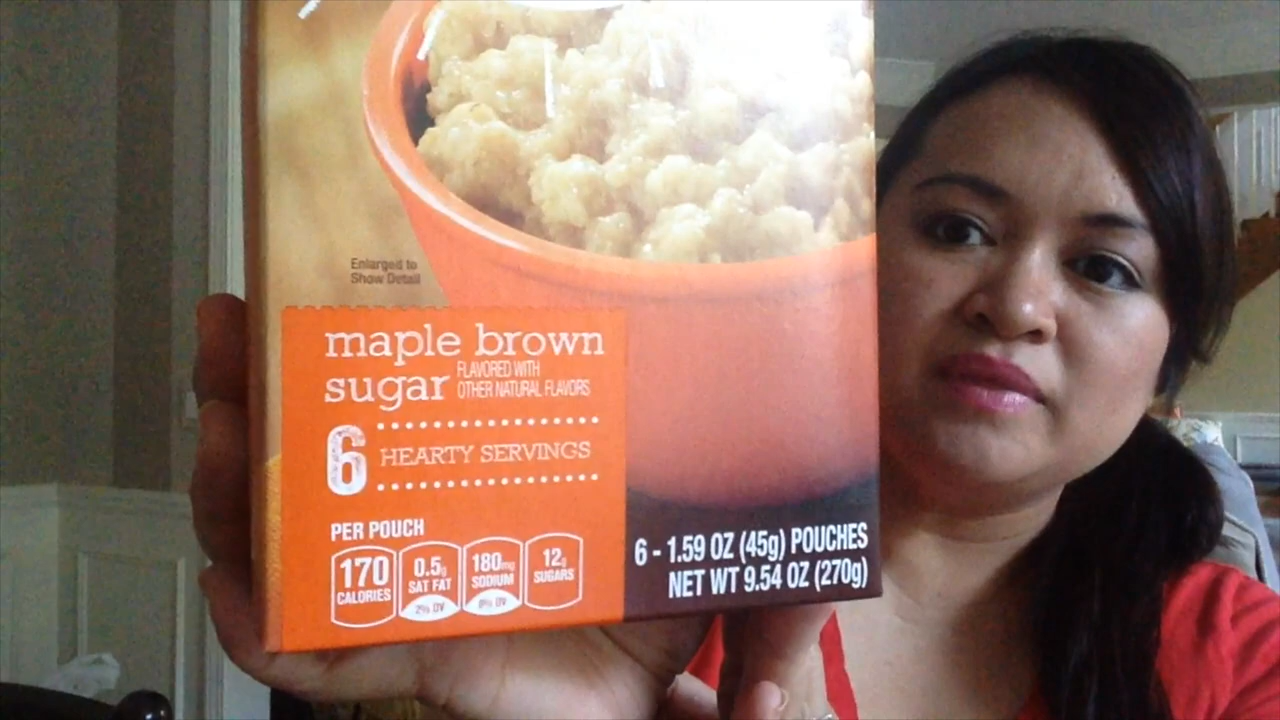 Enlarged to
Show Detail
maple brown
sugar FLAVORED WITH
OTHER NATURAL FLAVORS
6 HEARTY SERVINGS
PER POUCH
170
CALORIES
0.5g
SAT FAT
2% DV
180mg
SODIUM
8% DV
12g
SUGARS
6 - 1.59 OZ (45g) POUCHES
NET WT 9.54 OZ (270g)